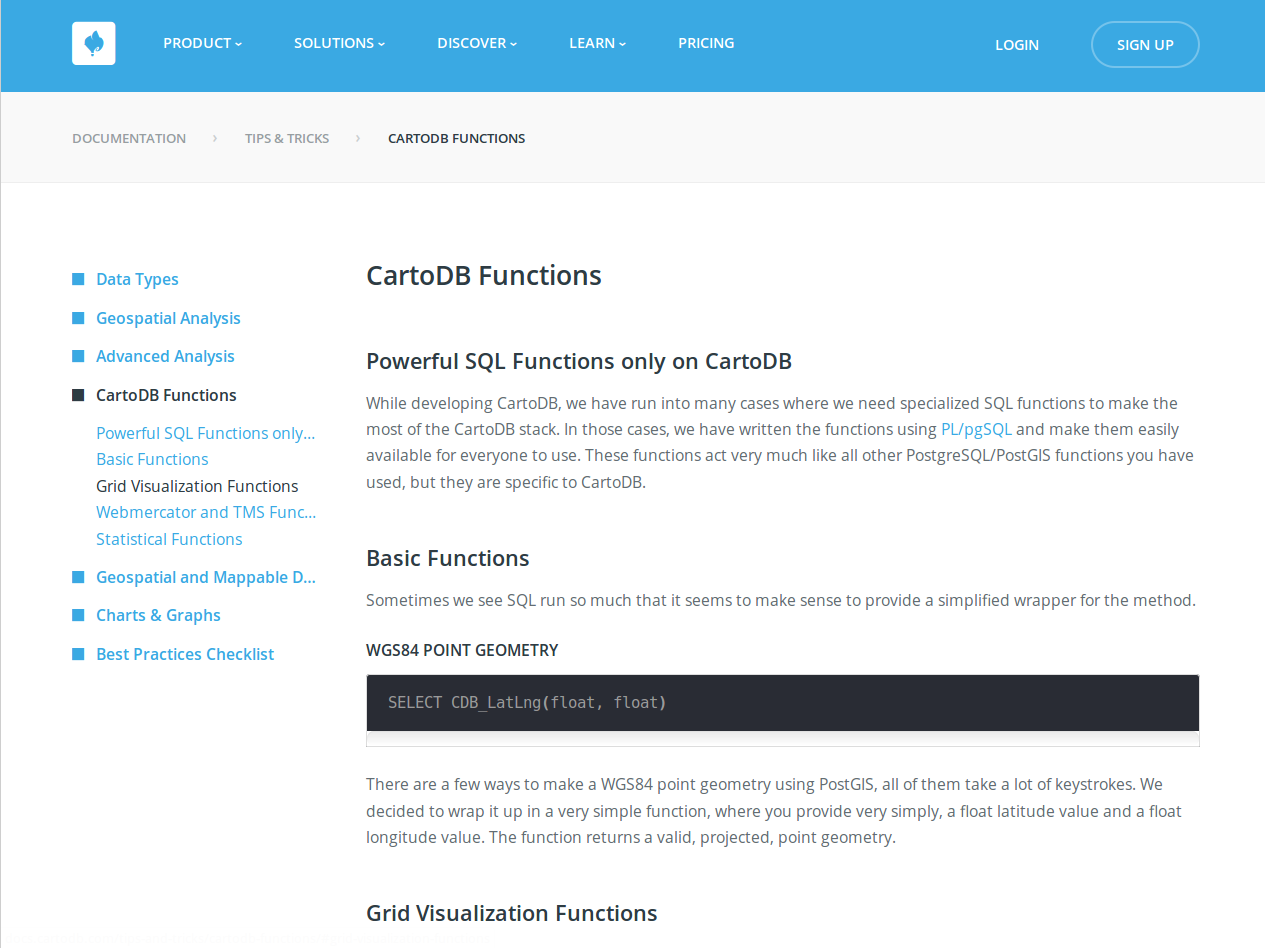 PRODUCT
SOLUTIONS
DISCOVER
LEARN
PRICING
LOGIN
SIGN UP
DOCUMENTATION › TIPS & TRICKS › CARTODB FUNCTIONS
Data Types
Geospatial Analysis
Advanced Analysis
CartoDB Functions
Powerful SQL Functions only...
Basic Functions
Grid Visualization Functions
Webmercator and TMS Func...
Statistical Functions
Geospatial and Mappable D...
Charts & Graphs
Best Practices Checklist
CartoDB Functions
Powerful SQL Functions only on CartoDB
While developing CartoDB, we have run into many cases where we need specialized SQL functions to make the
most of the CartoDB stack. In those cases, we have written the functions using PL/pgSQL and make them easily
available for everyone to use. These functions act very much like all other PostgreSQL/PostGIS functions you have
used, but they are specific to CartoDB.
Basic Functions
Sometimes we see SQL run so much that it seems to make sense to provide a simplified wrapper for the method.
WGS84 POINT GEOMETRY
SELECT CDB_LatLng(float, float)
There are a few ways to make a WGS84 point geometry using PostGIS, all of them take a lot of keystrokes. We
decided to wrap it up in a very simple function, where you provide very simply, a float latitude value and a float
longitude value. The function returns a valid, projected, point geometry.
Grid Visualization Functions